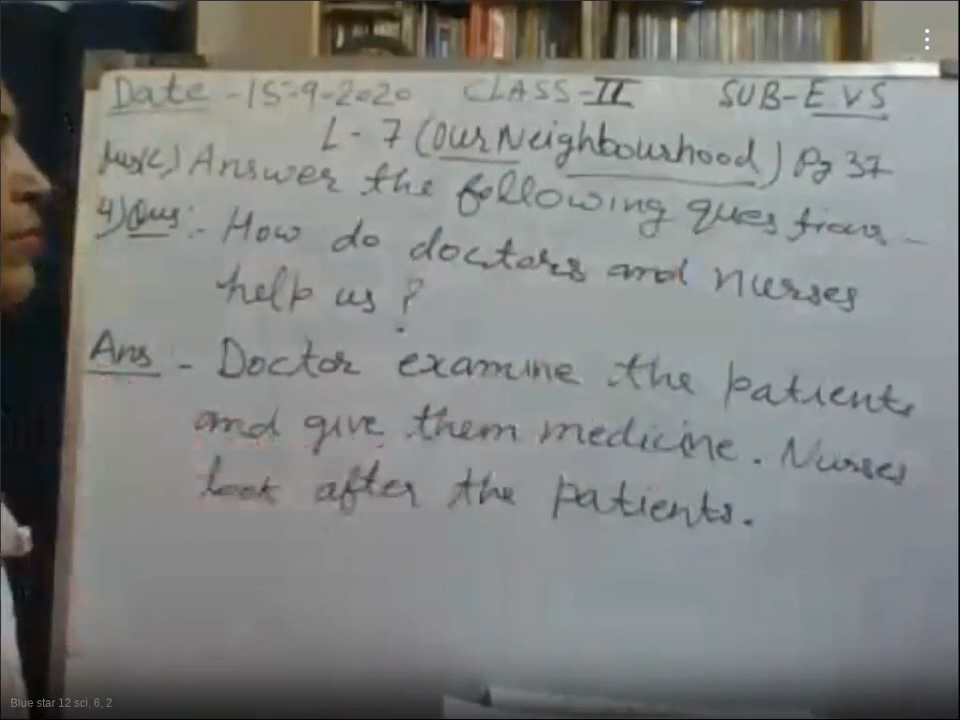 Date -15-9-2020 CLASS-II SUB-EVS
L-7 (Our Neighbourhood) Pg 37
(c) Answer the following questions -
4) Ques:- How do doctors and nurses
help us?
Ans :- Doctor examine the patients
and give them medicine. Nurses
look after the patients.
Blue star 12 sci, 6, 2